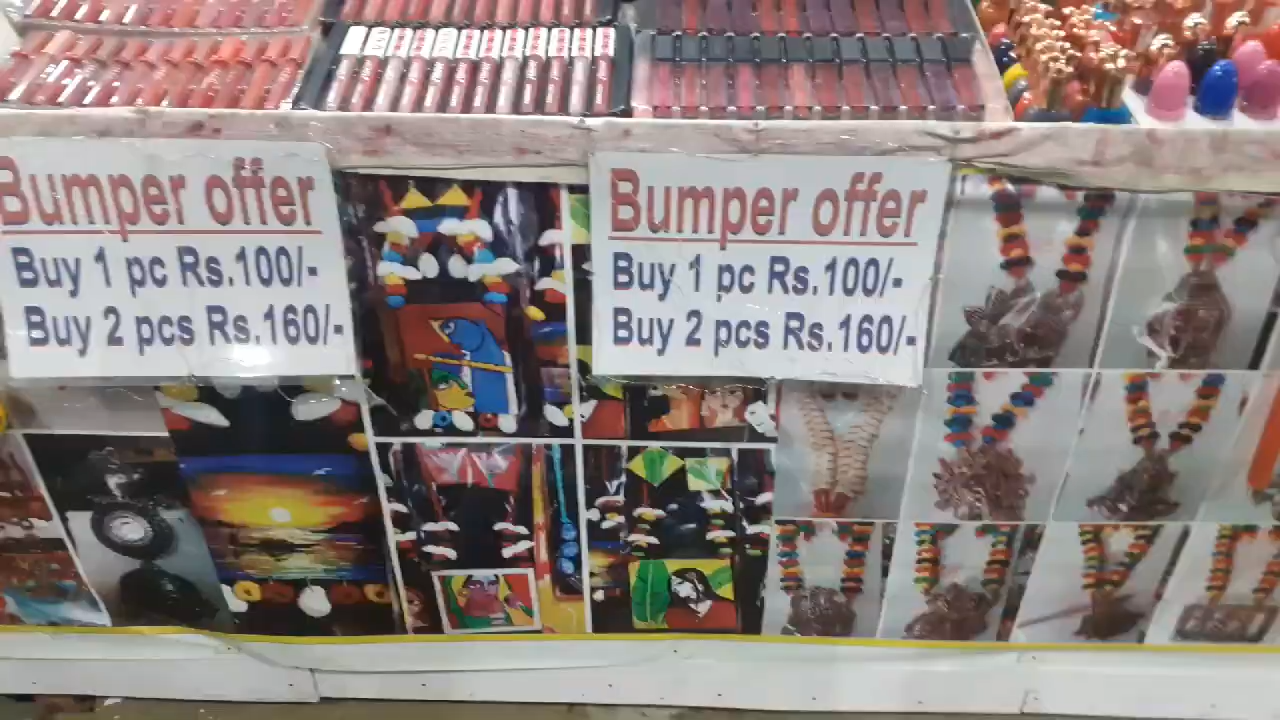 Bumper offer
Buy 1 pc Rs.100/-
Buy 2 pcs Rs.160/-
Bumper offer
Buy 1 pc Rs.100/-
Buy 2 pcs Rs.160/-